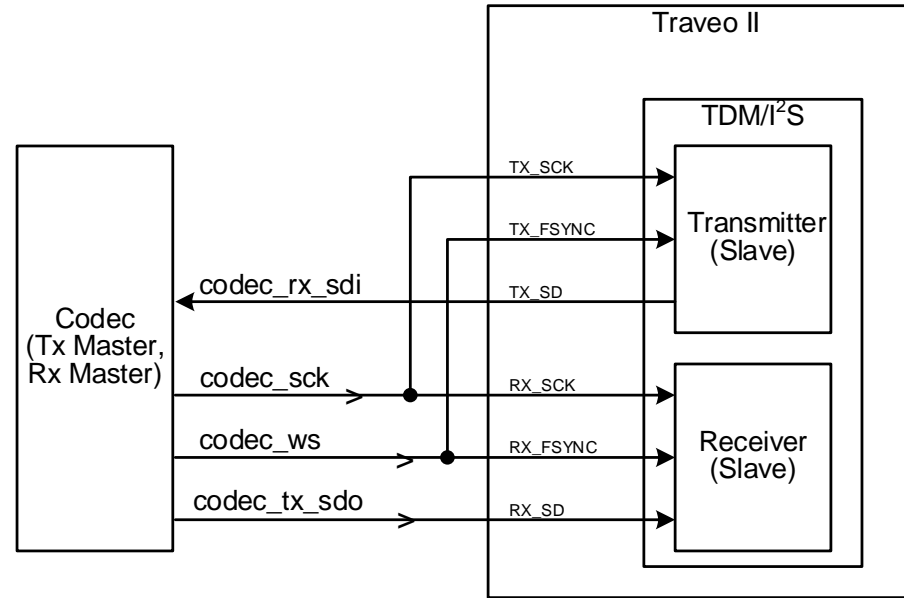 Traveo II
TDM/I²S
TX_SCK
Transmitter
(Slave)
TX_FSYNC
codec_rx_sdi
TX_SD
Codec
(Tx Master,
Rx Master)
codec_sck
RX_SCK
codec_ws
RX_FSYNC
Receiver
(Slave)
codec_tx_sdo
RX_SD